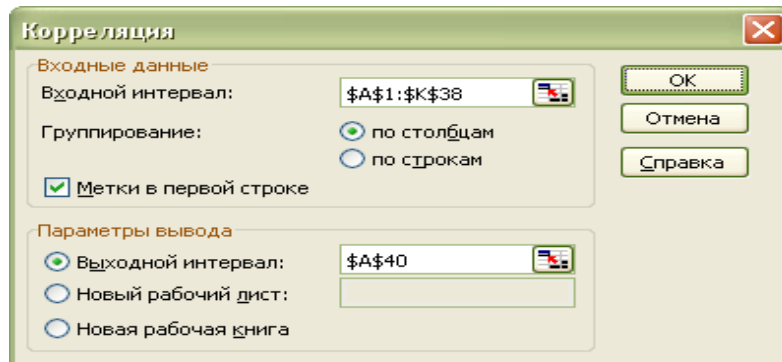 Корреляция
Входные данные
Входной интервал: $A$1:$K$38
Группирование: по столбцам
по строкам
Метки в первой строке
Параметры вывода
Выходной интервал: $A$40
Новый рабочий лист:
Новая рабочая книга
ОК
Отмена
Справка